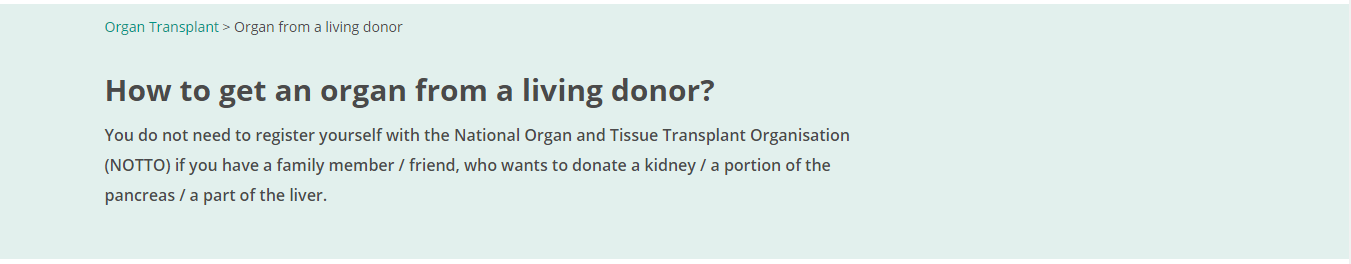 Organ Transplant > Organ from a living donor
How to get an organ from a living donor?
You do not need to register yourself with the National Organ and Tissue Transplant Organisation
(NOTTO) if you have a family member / friend, who wants to donate a kidney / a portion of the
pancreas / a part of the liver.